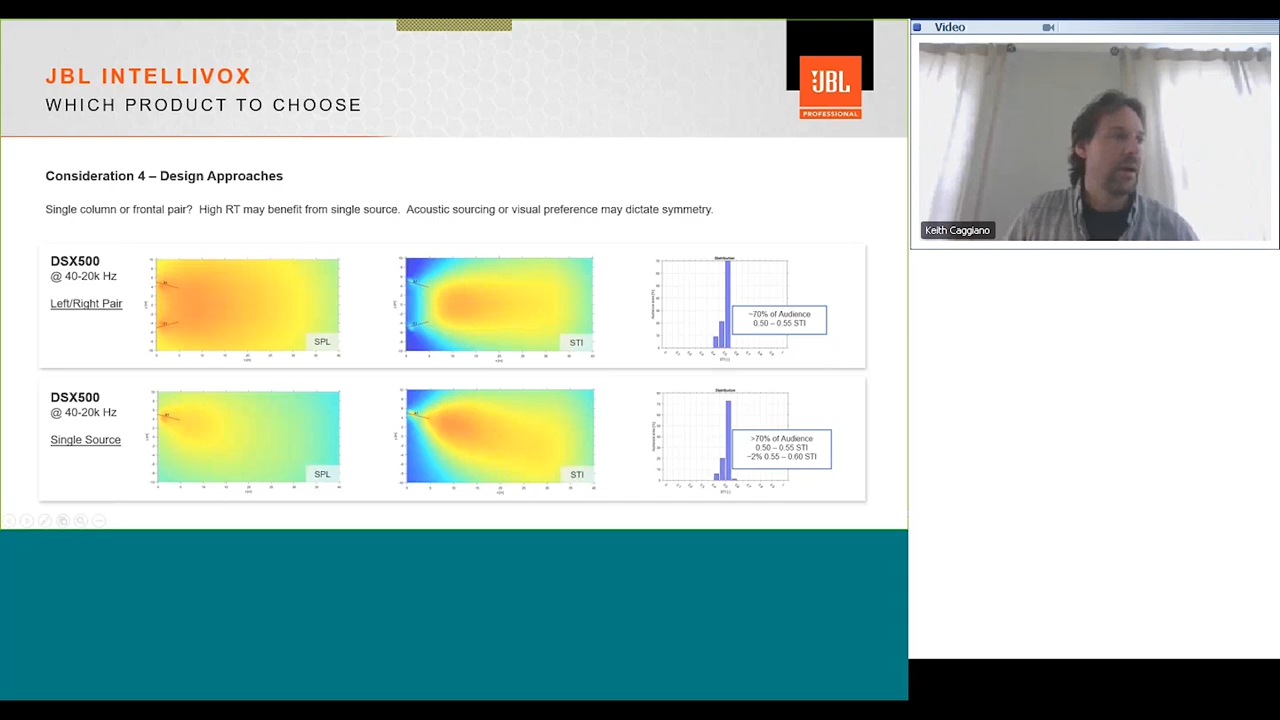 JBL INTELLIVOX
WHICH PRODUCT TO CHOOSE
JBL
PROFESSIONAL
Consideration 4 – Design Approaches
Single column or frontal pair? High RT may benefit from single source. Acoustic sourcing or visual preference may dictate symmetry.
DSX500
@ 40-20k Hz
Left/Right Pair
SPL
STI
Distribution
~70% of Audience
0.50 – 0.55 STI
DSX500
@ 40-20k Hz
Single Source
SPL
STI
Distribution
>70% of Audience
0.50 – 0.55 STI
~2% 0.55 – 0.60 STI
Video
Keith Caggiano